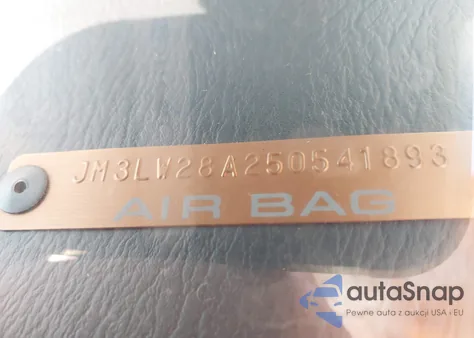 JM3LW28A250541893
AIR BAG
autaSnap
Pewne auta z aukcji USA i EU